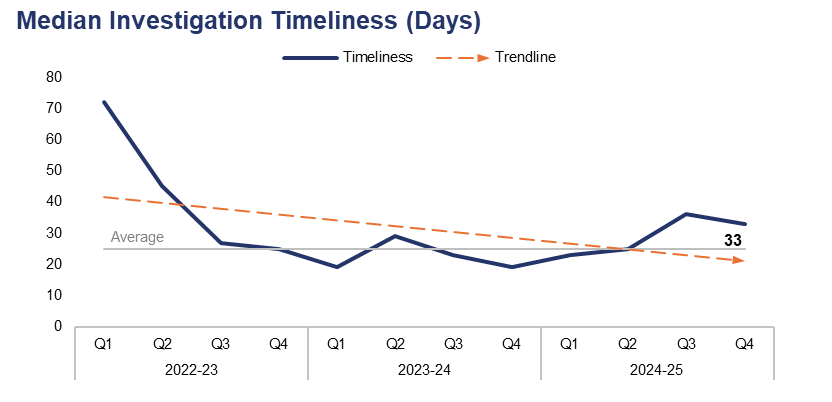 Median Investigation Timeliness (Days)
Timeliness Trendline
80
70
60
50
40
30
20
10
0
Average
33
Q1 Q2 Q3 Q4 Q1 Q2 Q3 Q4 Q1 Q2 Q3 Q4
2022-23 2023-24 2024-25